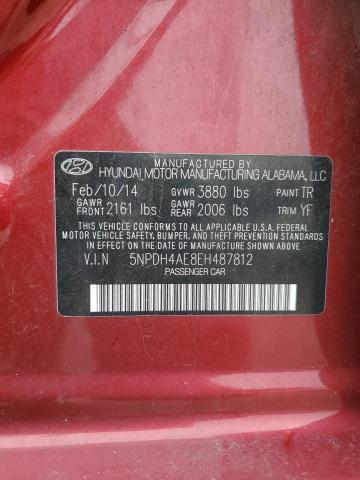 MANUFACTURED BY
HYUNDAI MOTOR MANUFACTURING ALABAMA, LLC
Feb/10/14 GVWR 3880 lbs PAINT TR
GAWR FRONT 2161 lbs GAWR REAR 2006 lbs TRIM YF
THIS VEHICLE CONFORMS TO ALL APPLICABLE U.S.A. FEDERAL
MOTOR VEHICLE SAFETY, BUMPER, AND THEFT PREVENTION
STANDARDS IN EFFECT ON THE DATE OF MANUFACTURE SHOWN ABOVE.
V.I.N 5NPDH4AE8EH487812
PASSENGER CAR